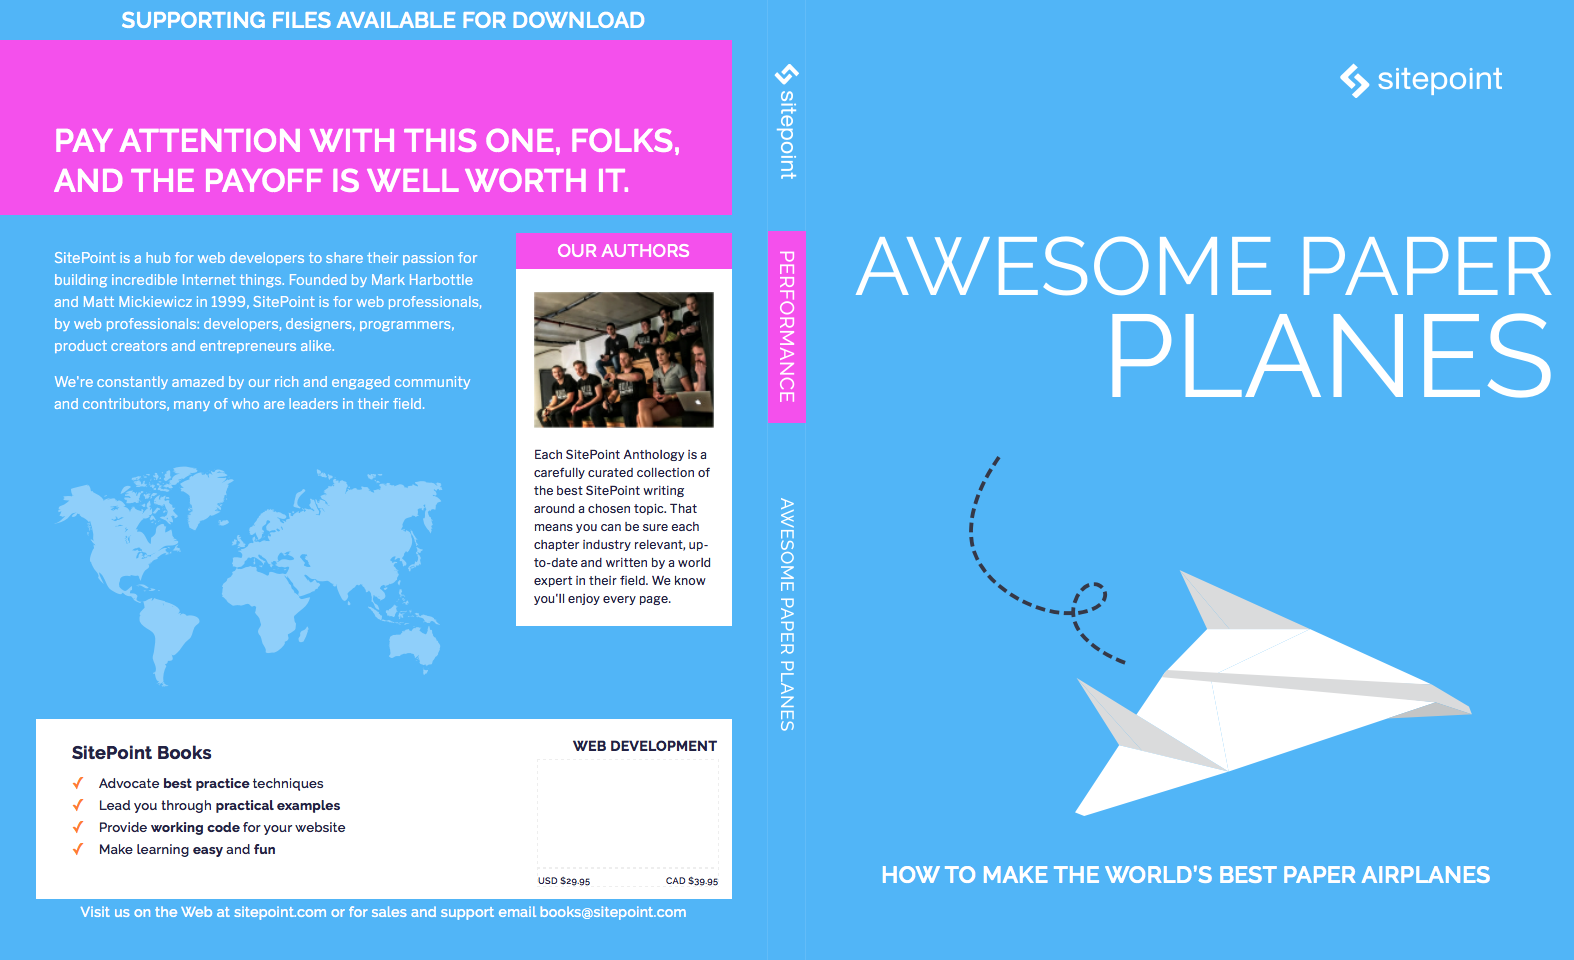 SUPPORTING FILES AVAILABLE FOR DOWNLOAD
PAY ATTENTION WITH THIS ONE, FOLKS,
AND THE PAYOFF IS WELL WORTH IT.
SitePoint is a hub for web developers to share their passion for
building incredible Internet things. Founded by Mark Harbottle
and Matt Mickiewicz in 1999, SitePoint is for web professionals,
by web professionals: developers, designers, programmers,
product creators and entrepreneurs alike.
We're constantly amazed by our rich and engaged community
and contributors, many of who are leaders in their field.
OUR AUTHORS
Each SitePoint Anthology is a
carefully curated collection of
the best SitePoint writing
around a chosen topic. That
means you can be sure each
chapter industry relevant, up-
to-date and written by a world
expert in their field. We know
you'll enjoy every page.
SitePoint Books
✓ Advocate best practice techniques
✓ Lead you through practical examples
✓ Provide working code for your website
✓ Make learning easy and fun
WEB DEVELOPMENT
USD $29.95
CAD $39.95
Visit us on the Web at sitepoint.com or for sales and support email books@sitepoint.com
sitepoint
PERFORMANCE
AWESOME PAPER PLANES
sitepoint
AWESOME PAPER
PLANES
HOW TO MAKE THE WORLD'S BEST PAPER AIRPLANES